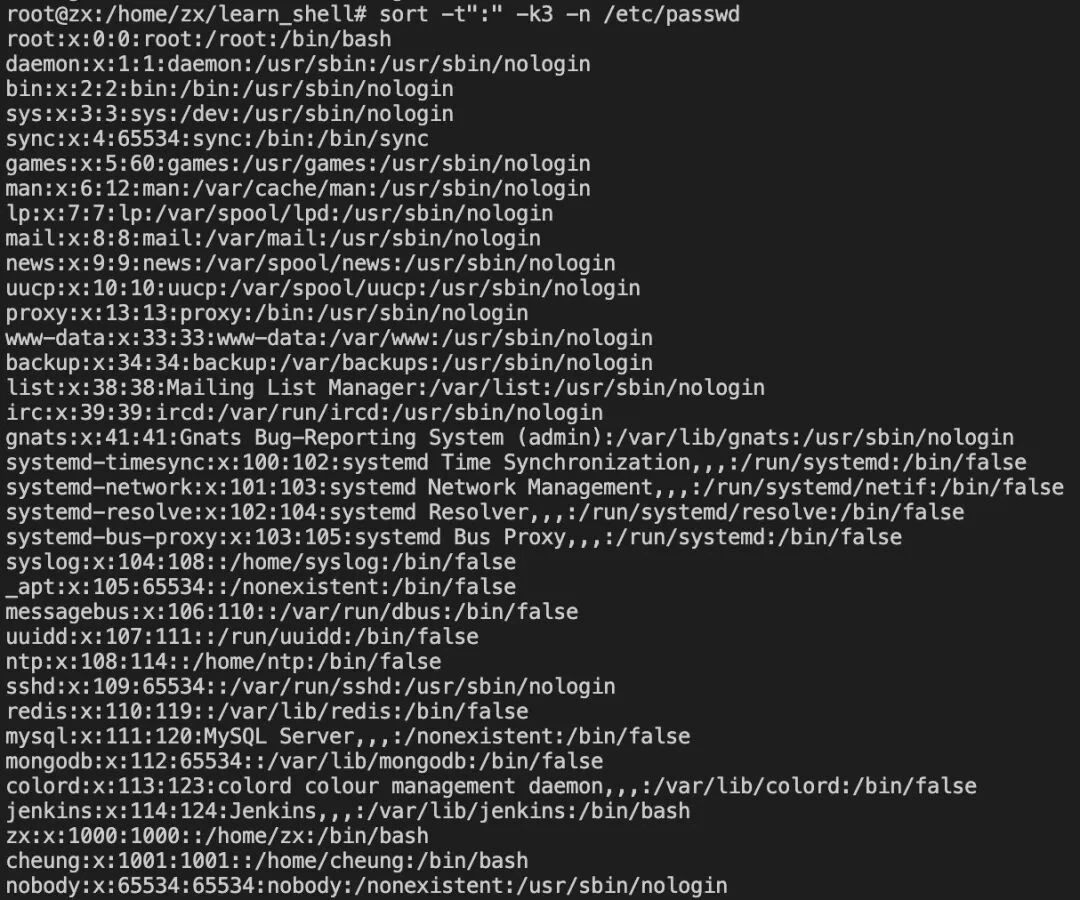 root@zx:/home/zx/learn_shell# sort -t":" -k3 -n /etc/passwd
root:x:0:0:root:/root:/bin/bash
daemon:x:1:1:daemon:/usr/sbin:/usr/sbin/nologin
bin:x:2:2:bin:/bin:/usr/sbin/nologin
sys:x:3:3:sys:/dev:/usr/sbin/nologin
sync:x:4:65534:sync:/bin:/bin/sync
games:x:5:60:games:/usr/games:/usr/sbin/nologin
man:x:6:12:man:/var/cache/man:/usr/sbin/nologin
lp:x:7:7:lp:/var/spool/lpd:/usr/sbin/nologin
mail:x:8:8:mail:/var/mail:/usr/sbin/nologin
news:x:9:9:news:/var/spool/news:/usr/sbin/nologin
uucp:x:10:10:uucp:/var/spool/uucp:/usr/sbin/nologin
proxy:x:13:13:proxy:/bin:/usr/sbin/nologin
www-data:x:33:33:www-data:/var/www:/usr/sbin/nologin
backup:x:34:34:backup:/var/backups:/usr/sbin/nologin
list:x:38:38:Mailing List Manager:/var/list:/usr/sbin/nologin
irc:x:39:39:ircd:/var/run/ircd:/usr/sbin/nologin
gnats:x:41:41:Gnats Bug-Reporting System (admin):/var/lib/gnats:/usr/sbin/nologin
systemd-timesync:x:100:102:systemd Time Synchronization,,,:/run/systemd:/bin/false
systemd-network:x:101:103:systemd Network Management,,,:/run/systemd/netif:/bin/false
systemd-resolve:x:102:104:systemd Resolver,,,:/run/systemd/resolve:/bin/false
systemd-bus-proxy:x:103:105:systemd Bus Proxy,,,:/run/systemd:/bin/false
syslog:x:104:108::/home/syslog:/bin/false
_apt:x:105:65534::/nonexistent:/bin/false
messagebus:x:106:110::/var/run/dbus:/bin/false
uuidd:x:107:111::/run/uuidd:/bin/false
ntp:x:108:114::/home/ntp:/bin/false
sshd:x:109:65534::/var/run/sshd:/usr/sbin/nologin
redis:x:110:119::/var/lib/redis:/bin/false
mysql:x:111:120:MySQL Server,,,:/nonexistent:/bin/false
mongodb:x:112:65534::/var/lib/mongodb:/bin/false
colord:x:113:123:colord colour management daemon,,,:/var/lib/colord:/bin/false
jenkins:x:114:124:Jenkins,,,:/var/lib/jenkins:/bin/bash
zx:x:1000:1000::/home/zx:/bin/bash
cheung:x:1001:1001::/home/cheung:/bin/bash
nobody:x:65534:65534:nobody:/nonexistent:/usr/sbin/nologin